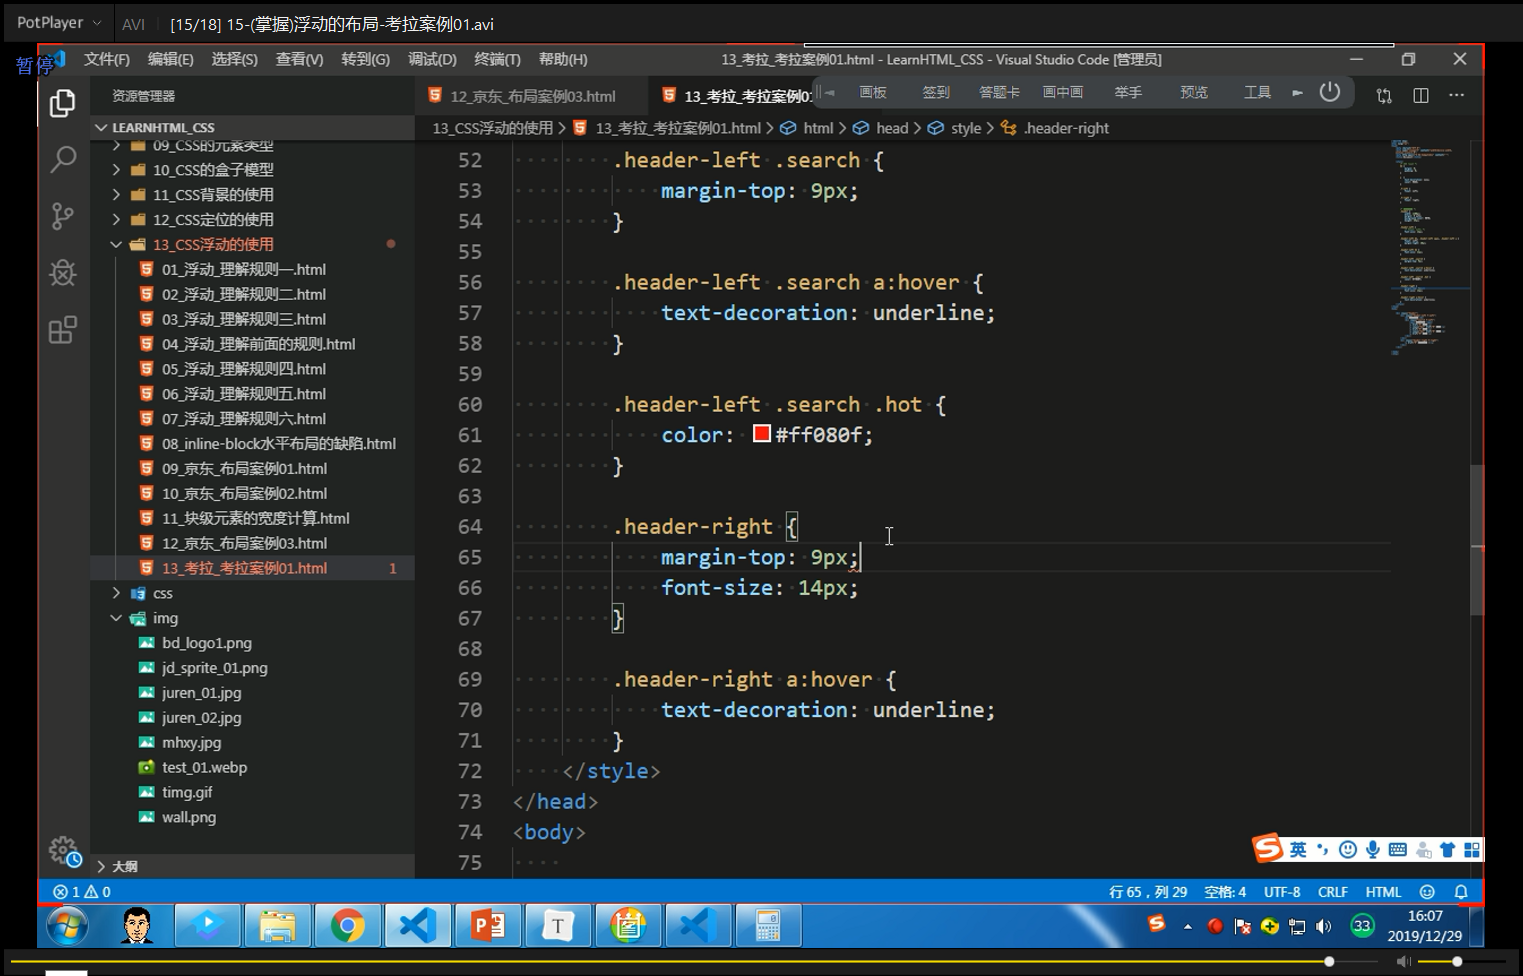 PotPlayer AVI [15/18] 15-(掌握)浮动的布局-考拉案例01.avi
暂停
文件(F) 编辑(E) 选择(S) 查看(V) 转到(G) 调试(D) 终端(T) 帮助(H) 13_考拉_考拉案例01.html - LearnHTML_CSS - Visual Studio Code [管理员]
资源管理器
12_京东_布局案例03.html
13_考拉_考拉案例01
画板 签到 答题卡 画中画 举手 预览 工具
LEARNHTML_CSS
13_CSS浮动的使用 > 13_考拉_考拉案例01.html > html > head > style > .header-right
09_CSS的元素类型
10_CSS的盒子模型
11_CSS背景的使用
12_CSS定位的使用
13_CSS浮动的使用
01_浮动_理解规则一.html
02_浮动_理解规则二.html
03_浮动_理解规则三.html
04_浮动_理解前面的规则.html
05_浮动_理解规则四.html
06_浮动_理解规则五.html
07_浮动_理解规则六.html
08_inline-block水平布局的缺陷.html
09_京东_布局案例01.html
10_京东_布局案例02.html
11_块级元素的宽度计算.html
12_京东_布局案例03.html
13_考拉_考拉案例01.html 1
css
img
bd_logo1.png
jd_sprite_01.png
juren_01.jpg
juren_02.jpg
mhxy.jpg
test_01.webp
timg.gif
wall.png
大纲
52 .header-left .search {
53 margin-top: 9px;
54 }
55
56 .header-left .search a:hover {
57 text-decoration: underline;
58 }
59
60 .header-left .search .hot {
61 color: #ff080f;
62 }
63
64 .header-right {
65 margin-top: 9px;
66 font-size: 14px;
67 }
68
69 .header-right a:hover {
70 text-decoration: underline;
71 }
72 </style>
73 </head>
74 <body>
75
英
1 0 行 65，列 29 空格: 4 UTF-8 CRLF HTML
33
16:07
2019/12/29